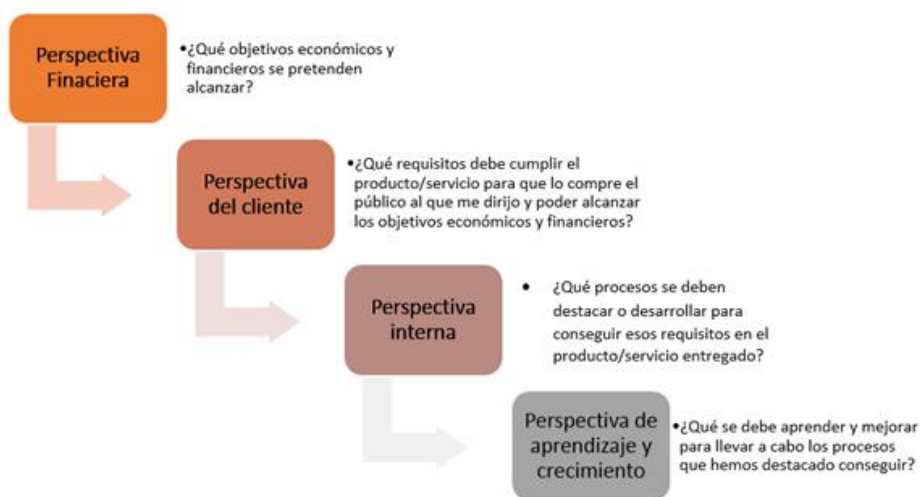 Perspectiva
Finaciera
•¿Qué objetivos económicos y
financieros se pretenden
alcanzar?
Perspectiva
del cliente
•¿Qué requisitos debe cumplir el
producto/servicio para que lo compre el
público al que me dirijo y poder alcanzar
los objetivos económicos y financieros?
Perspectiva
interna
• ¿Qué procesos se deben
destacar o desarrollar para
conseguir esos requisitos en el
producto/servicio entregado?
Perspectiva de
aprendizaje y
crecimiento
•¿Qué se debe aprender y mejorar
para llevar a cabo los procesos
que hemos destacado conseguir?